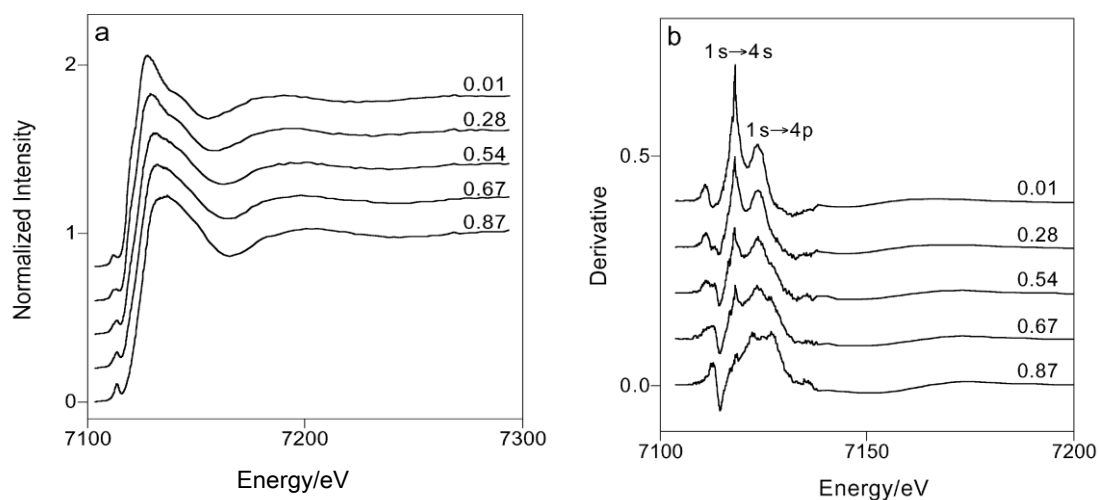 a
2
1
0
7100
7200
7300
Normalized Intensity
Energy/eV
0.01
0.28
0.54
0.67
0.87
b
1s→4s
1s→4p
0.5
0.0
7100
7150
7200
Derivative
Energy/eV
0.01
0.28
0.54
0.67
0.87